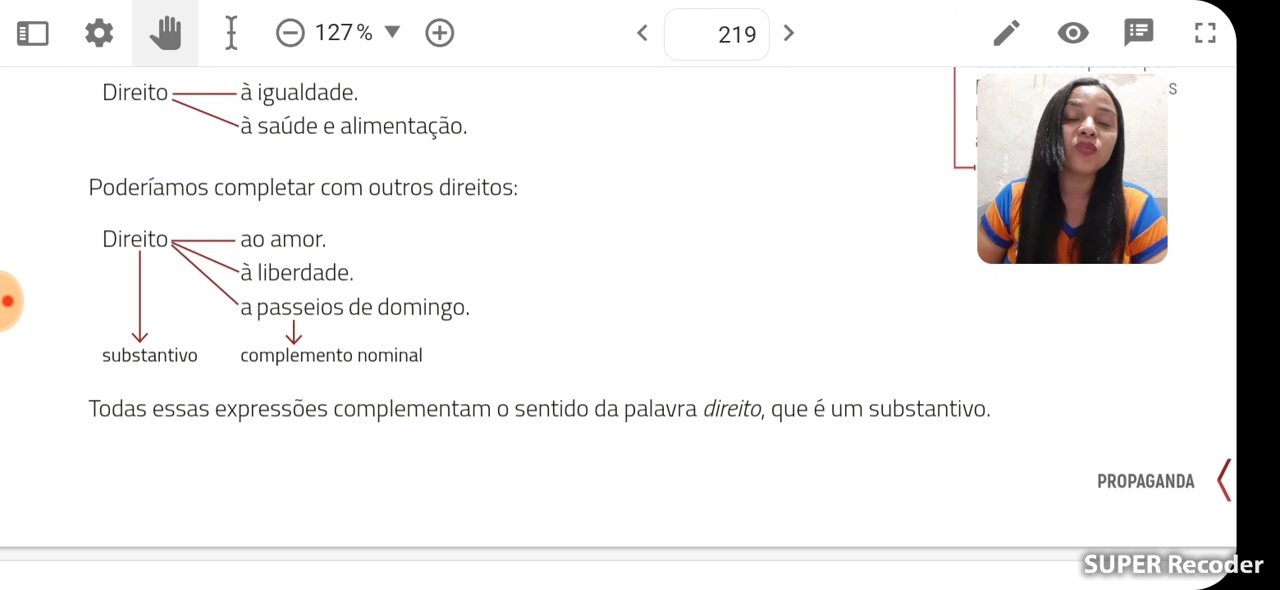 127%
219
Direito à igualdade.
à saúde e alimentação.
Poderíamos completar com outros direitos:
Direito ao amor.
à liberdade.
a passeios de domingo.
substantivo complemento nominal
Todas essas expressões complementam o sentido da palavra direito, que é um substantivo.
PROPAGANDA
SUPER Recoder